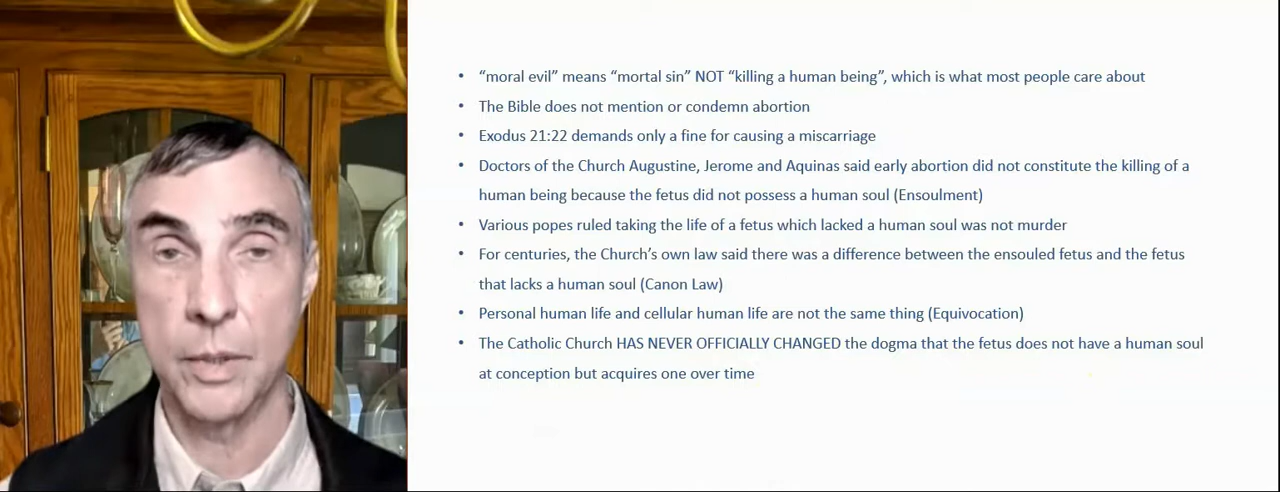 • “moral evil” means “mortal sin” NOT “killing a human being”, which is what most people care about
• The Bible does not mention or condemn abortion
• Exodus 21:22 demands only a fine for causing a miscarriage
• Doctors of the Church Augustine, Jerome and Aquinas said early abortion did not constitute the killing of a
human being because the fetus did not possess a human soul (Ensoulment)
• Various popes ruled taking the life of a fetus which lacked a human soul was not murder
• For centuries, the Church’s own law said there was a difference between the ensouled fetus and the fetus
that lacks a human soul (Canon Law)
• Personal human life and cellular human life are not the same thing (Equivocation)
• The Catholic Church HAS NEVER OFFICIALLY CHANGED the dogma that the fetus does not have a human soul
at conception but acquires one over time